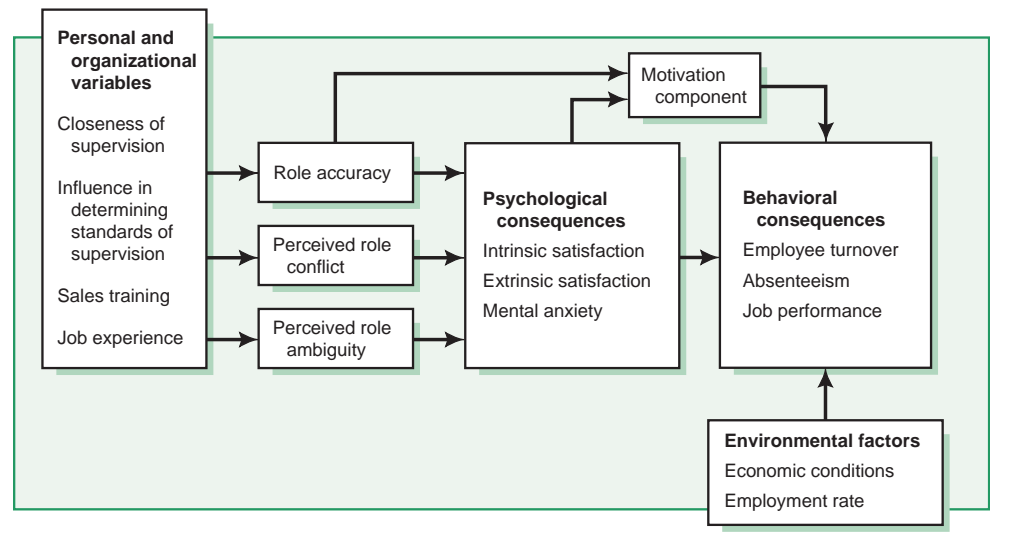 Personal and
organizational
variables
Closeness of
supervision
Influence in
determining
standards of
supervision
Sales training
Job experience
Role accuracy
Perceived role
conflict
Perceived role
ambiguity
Motivation
component
Psychological
consequences
Intrinsic satisfaction
Extrinsic satisfaction
Mental anxiety
Behavioral
consequences
Employee turnover
Absenteeism
Job performance
Environmental factors
Economic conditions
Employment rate